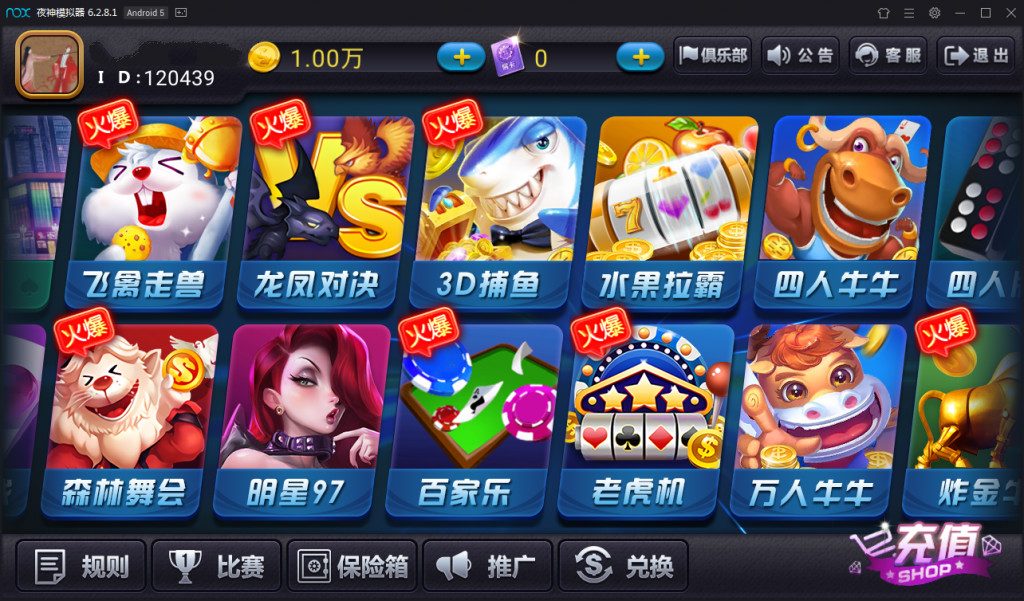 nox 夜神模拟器 6.2.8.1 Android 5
I D:120439
1.00万
0
俱乐部
公告
客服
退出
火爆
火爆
火爆
VS
7
飞禽走兽
龙凤对决
3D捕鱼
水果拉霸
四人牛牛
四人
火爆
火爆
火爆
火爆
森林舞会
明星97
百家乐
老虎机
万人牛牛
炸金
规则
1
比赛
保险箱
推广
兑换
充值
SHOP